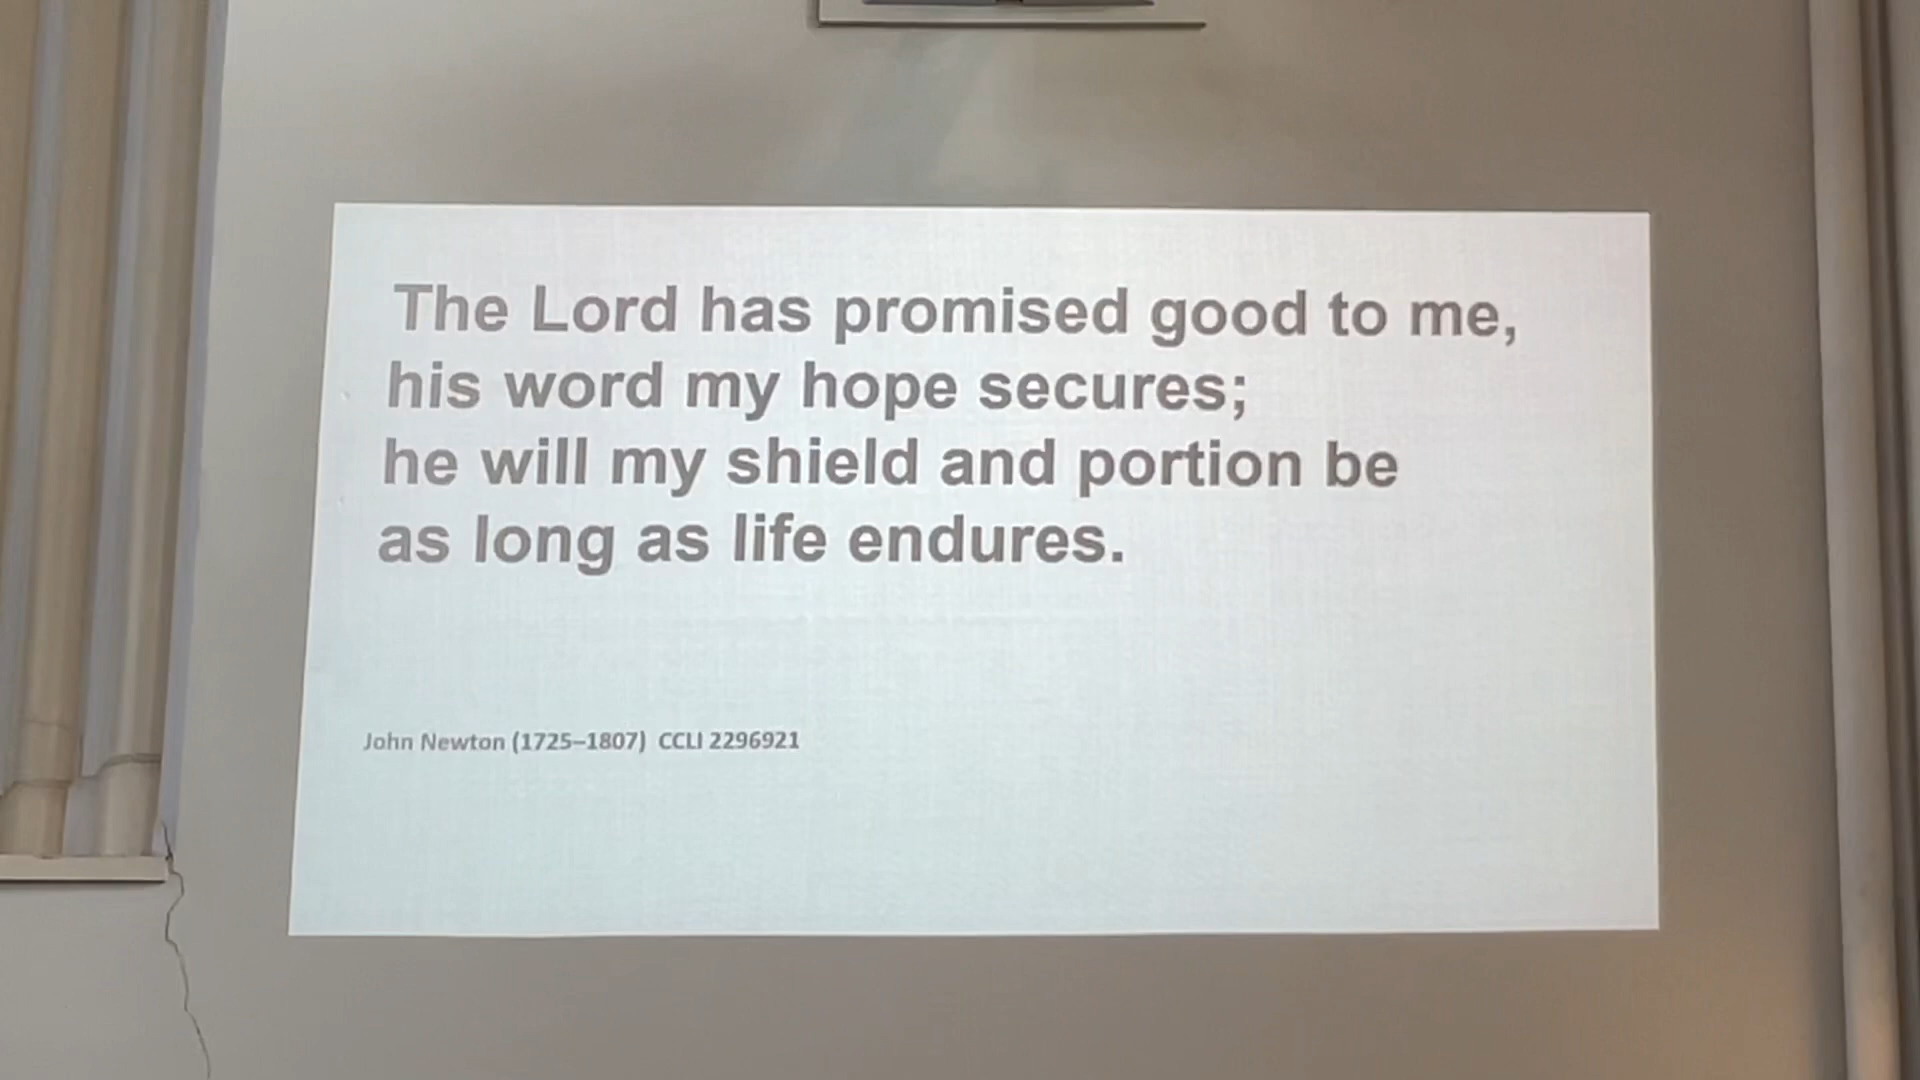 The Lord has promised good to me,
his word my hope secures;
he will my shield and portion be
as long as life endures.
John Newton (1725–1807) CCLI 2296921